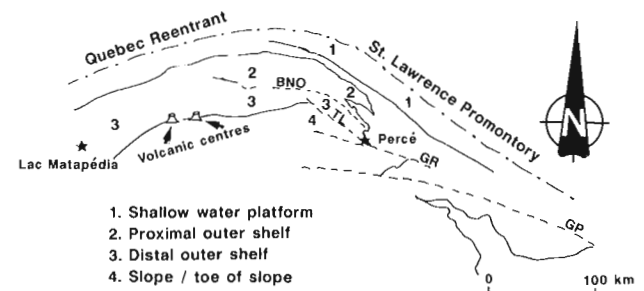 Quebec Reentrant
St. Lawrence Promontory
1
1
2
BNO
2
3
3
3
4
TL
Volcanic centres
Percé
Lac Matapédia
GR
GP
N
1. Shallow water platform
2. Proximal outer shelf
3. Distal outer shelf
4. Slope / toe of slope
0 100 km